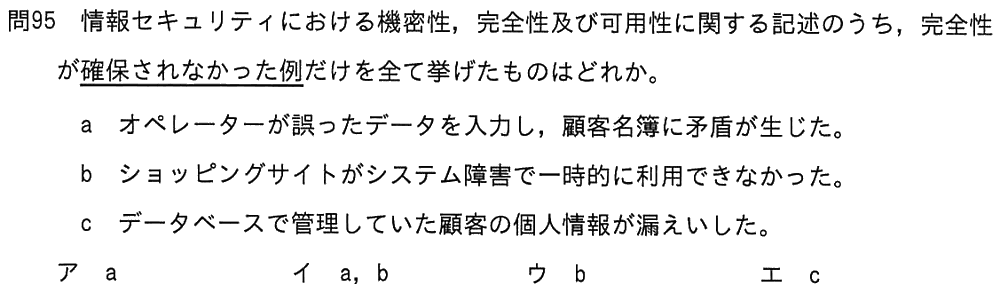 問95　情報セキュリティにおける機密性，完全性及び可用性に関する記述のうち，完全性
が確保されなかった例だけを全て挙げたものはどれか。
a　オペレーターが誤ったデータを入力し，顧客名簿に矛盾が生じた。
b　ショッピングサイトがシステム障害で一時的に利用できなかった。
c　データベースで管理していた顧客の個人情報が漏えいした。
ア　a　　　イ　a，b　　　ウ　b　　　エ　c